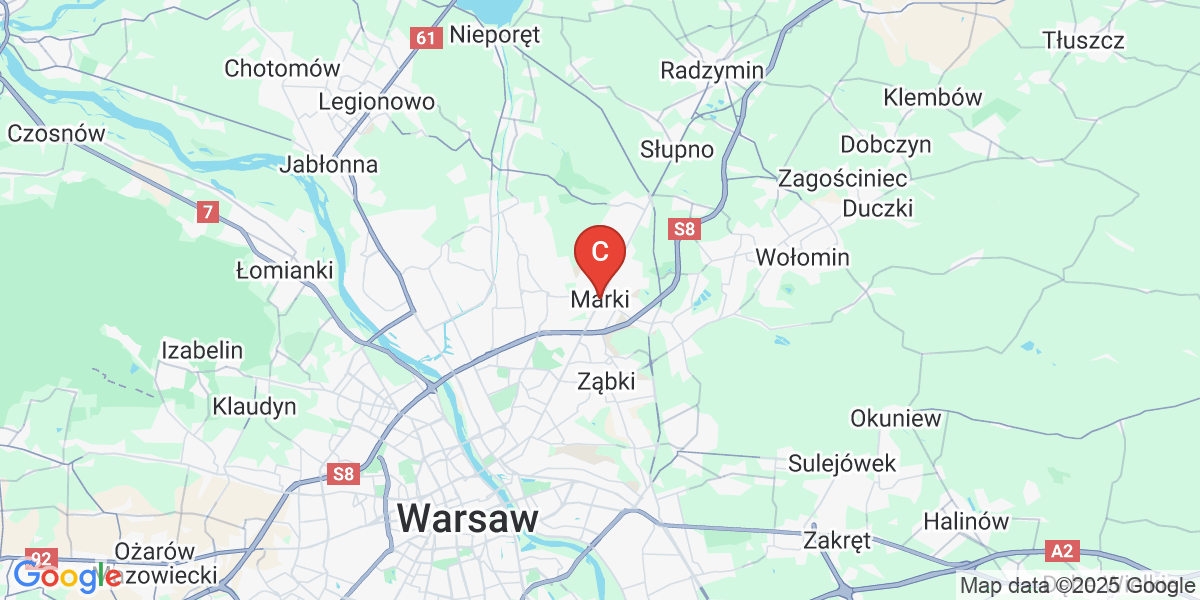 Nieporęt
61
Tłuszcz
Chotomów
Radzymin
Klembów
Legionowo
Czosnów
Dobczyn
Słupno
Jabłonna
Zagościniec
7
Duczki
S8
C
Wołomin
Łomianki
Marki
Izabelin
Ząbki
Klaudyn
Okuniew
S8
Sulejówek
Warsaw
Halinów
Zakręt
92
Ożarów
Mazowiecki
A2
Google
Map data ©2025 Google